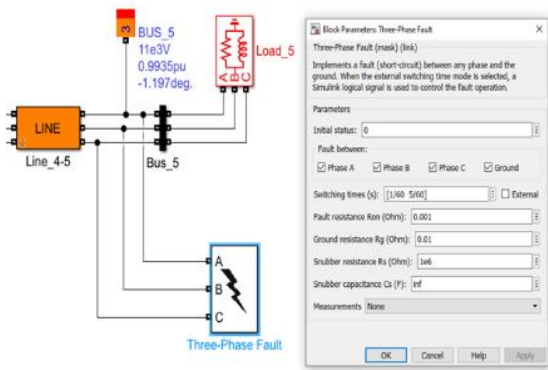 3
BUS_5
11e3V
0.9935pu
-1.197deg.
Load_5
A
B
C
LINE
Line_4-5
Bus_5
A
B
C
Three-Phase Fault
Block Parameters: Three-Phase Fault
Three-Phase Fault (mask) (link)
Implements a fault (short-circuit) between any phase and the
ground. When the external switching time mode is selected, a
Simulink logical signal is used to control the fault operation.
Parameters
Initial status: 0
Fault between:
Phase A Phase B Phase C Ground
Switching times (s): [1/60 5/60] External
Fault resistance Ron (Ohm): 0.001
Ground resistance Rg (Ohm): 0.01
Snubber resistance Rs (Ohm): 1e6
Snubber capacitance Cs (F): inf
Measurements None
OK Cancel Help Apply